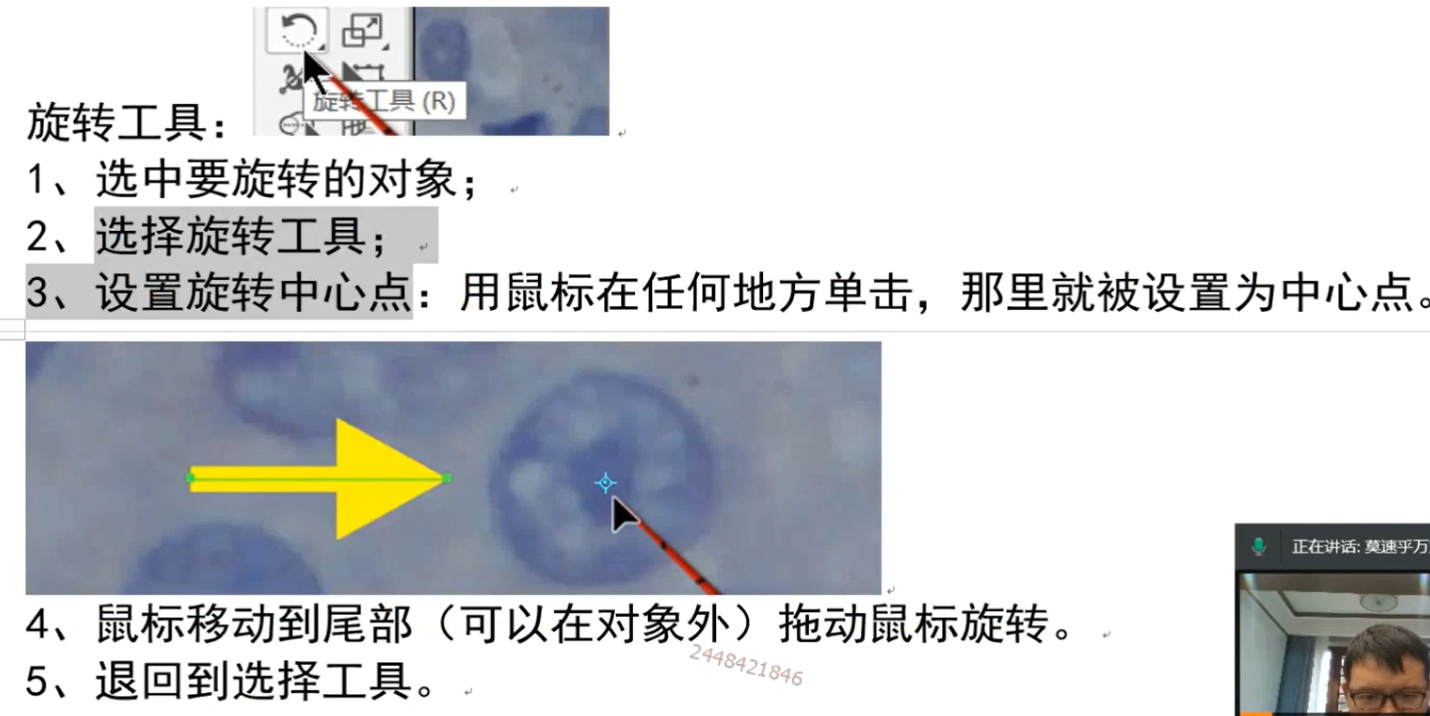 旋转工具 (R)
旋转工具：
1、选中要旋转的对象；
2、选择旋转工具；
3、设置旋转中心点：用鼠标在任何地方单击，那里就被设置为中心点。
正在讲话: 莫速乎万
4、鼠标移动到尾部（可以在对象外）拖动鼠标旋转。
2448421846
5、退回到选择工具。